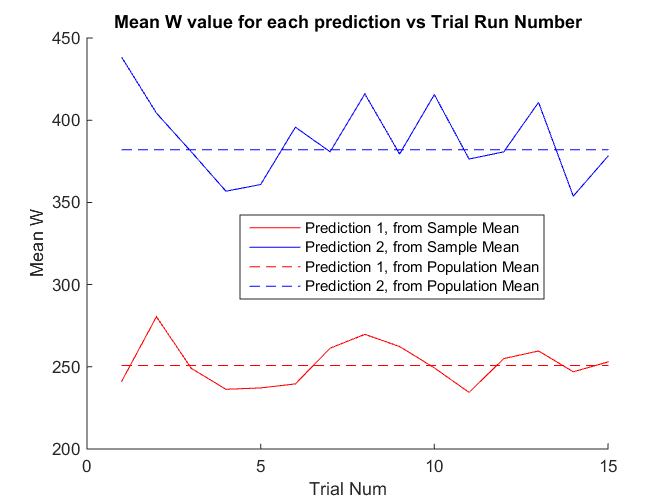 Mean W value for each prediction vs Trial Run Number
450
400
350
300
250
200
Mean W
Prediction 1, from Sample Mean
Prediction 2, from Sample Mean
Prediction 1, from Population Mean
Prediction 2, from Population Mean
0
5
10
15
Trial Num